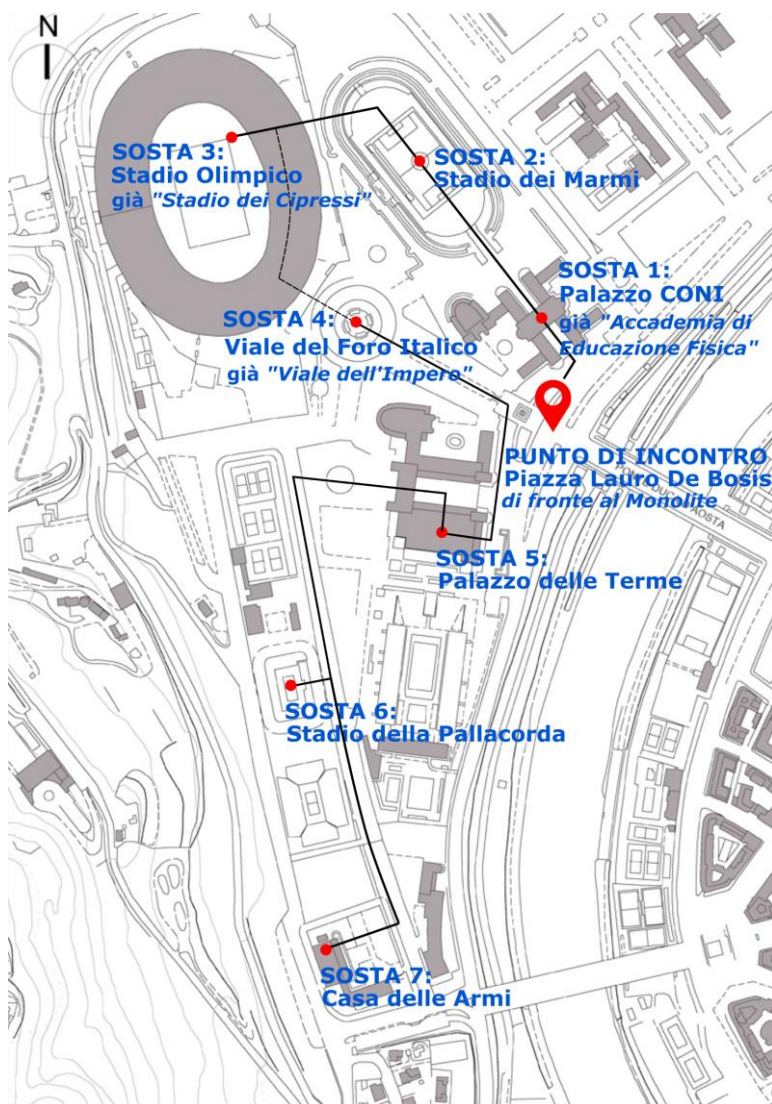 N
SOSTA 3:
Stadio Olimpico
già "Stadio dei Cipressi"
SOSTA 2:
Stadio dei Marmi
SOSTA 1:
Palazzo CONI
già "Accademia di
Educazione Fisica"
SOSTA 4:
Viale del Foro Italico
già "Viale dell'Impero"
PUNTO DI INCONTRO
Piazza Lauro De Bosis
di fronte al Monolite
SOSTA 5:
Palazzo delle Terme
SOSTA 6:
Stadio della Pallacorda
SOSTA 7:
Casa delle Armi